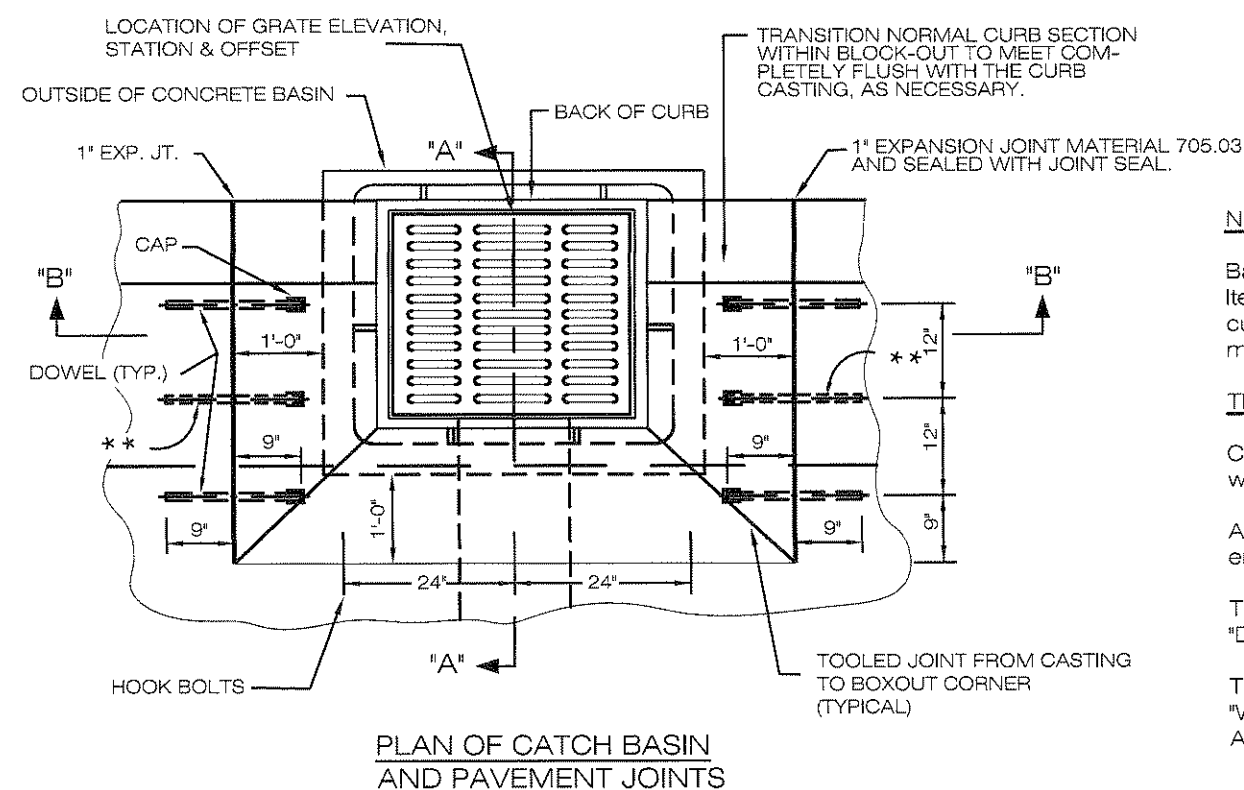 LOCATION OF GRATE ELEVATION,
STATION & OFFSET
OUTSIDE OF CONCRETE BASIN
1" EXP. JT.
"A"
BACK OF CURB
TRANSITION NORMAL CURB SECTION
WITHIN BLOCK-OUT TO MEET COM-
PLETELY FLUSH WITH THE CURB
CASTING, AS NECESSARY.
1" EXPANSION JOINT MATERIAL 705.03
AND SEALED WITH JOINT SEAL.
CAP
"B"
"B"
1'-0"
1'-0"
DOWEL (TYP.)
**
**
12"
12"
9"
9"
9"
9"
9"
1'-0"
24"
24"
"A"
HOOK BOLTS
TOOLED JOINT FROM CASTING
TO BOXOUT CORNER
(TYPICAL)
PLAN OF CATCH BASIN
AND PAVEMENT JOINTS
N
Ba
Ite
cu
m
C
w
A
er
T
"D
T
A